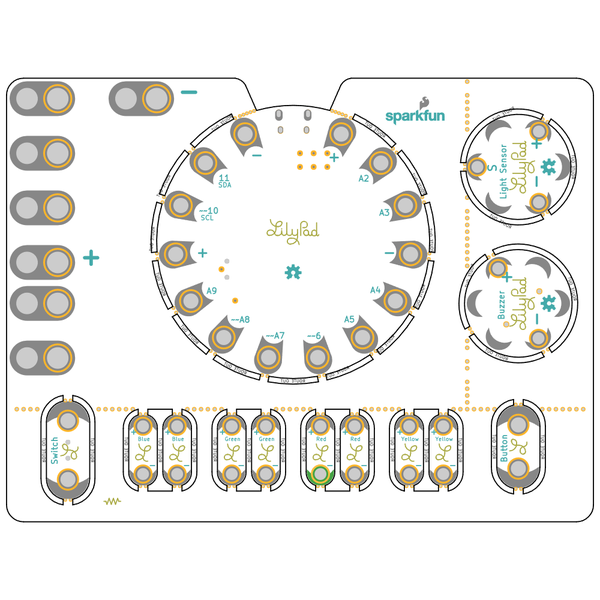 sparkfun
11
SDA
--10
SCL
+
A9
--A8
--A7
--6
A5
A4
-
A3
A2
+
-
LilyPad
+
-
S
Light Sensor
LilyPad
+
-
Buzzer
LilyPad
+
-
Switch
Blue
Blue
Green
Green
Red
Red
Yellow
Yellow
Button